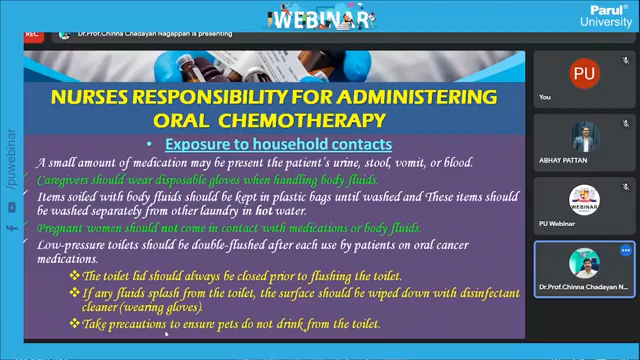 WEBINAR
Parul®
University
REC
Dr.Prof.Chinna Chadayan Nagappan is presenting
NURSES RESPONSIBILITY FOR ADMINISTERING
ORAL CHEMOTHERAPY
• Exposure to household contacts
A small amount of medication may be present the patient's urine, stool, vomit, or blood.
Caregivers should wear disposable gloves when handling body fluids.
Items soiled with body fluids should be kept in plastic bags until washed and These items should
be washed separately from other laundry in hot water.
Pregnant women should not come in contact with medications or body fluids.
Low-pressure toilets should be double-flushed after each use by patients on oral cancer
medications.
❖ The toilet lid should always be closed prior to flushing the toilet.
❖ If any fluids splash from the toilet, the surface should be wiped down with disinfectant
cleaner (wearing gloves).
❖ Take precautions to ensure pets do not drink from the toilet.
/puwebinar
PU
You
ABHAY PATTAN
PU Webinar
Dr.Prof.Chinna Chadayan N...